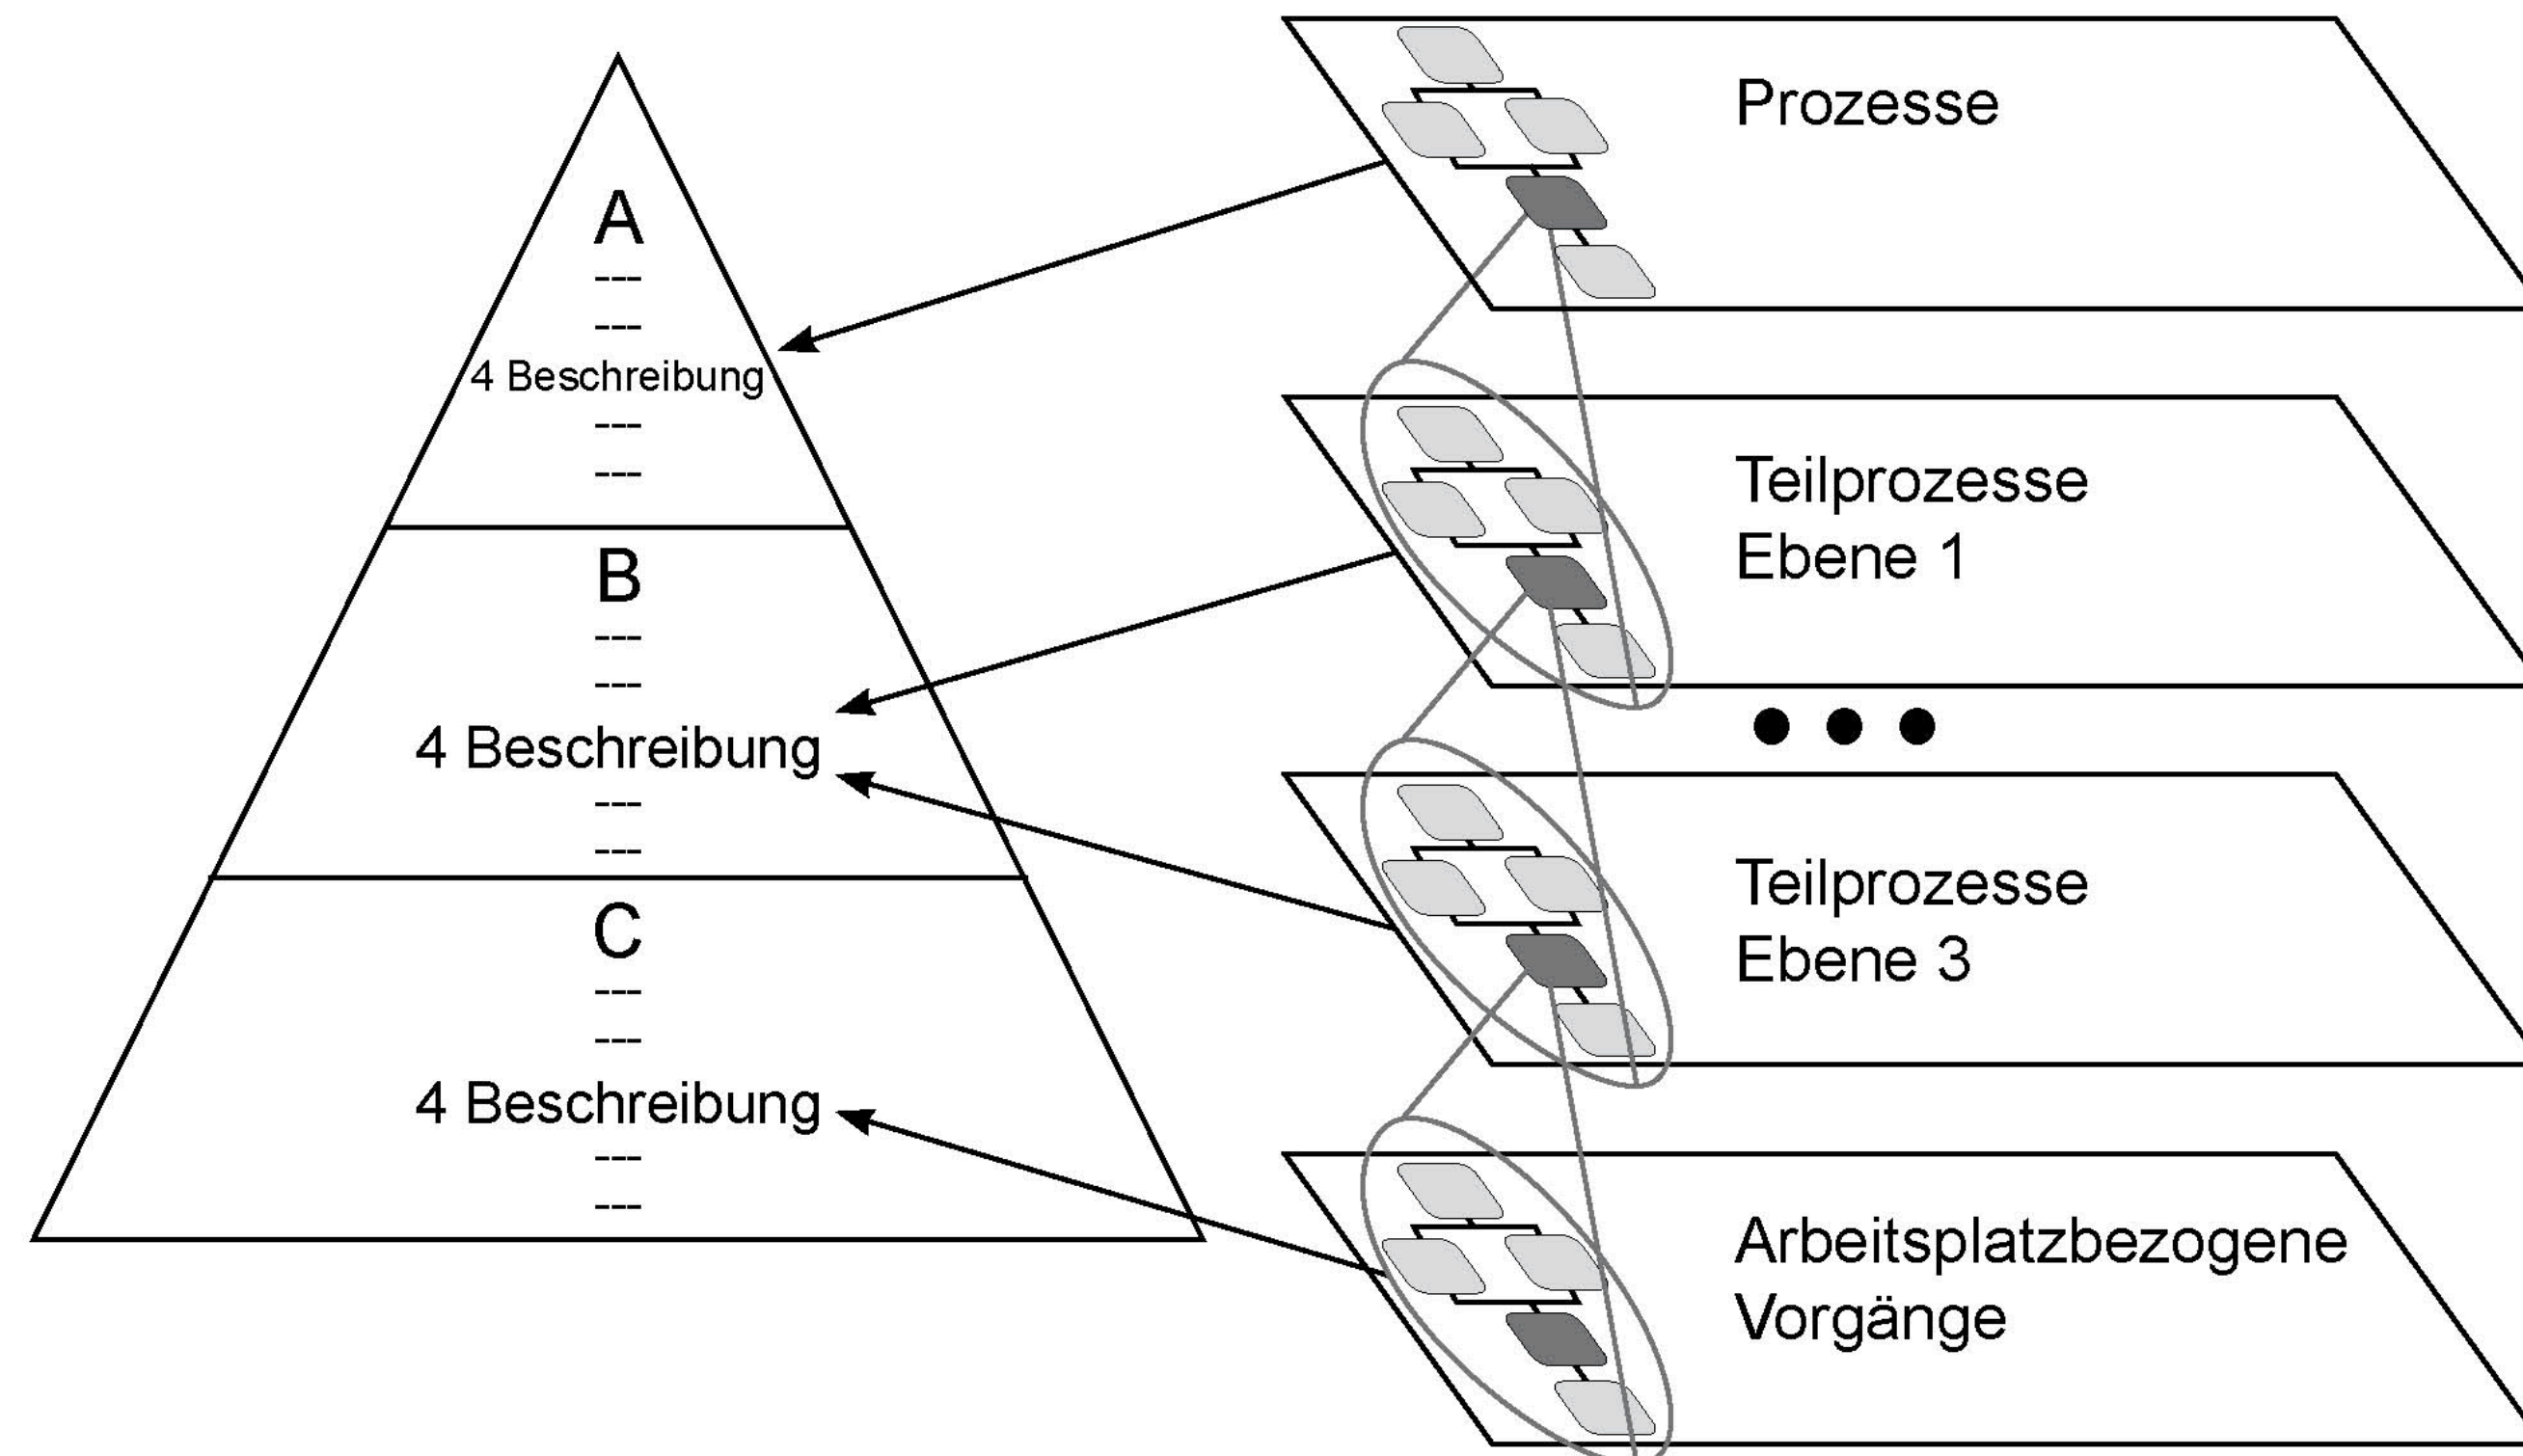 A
---
---
4 Beschreibung
---
---
B
---
---
4 Beschreibung
---
---
C
---
---
4 Beschreibung
---
---
Prozesse
Teilprozesse
Ebene 1
Teilprozesse
Ebene 3
Arbeitsplatzbezogene
Vorgänge